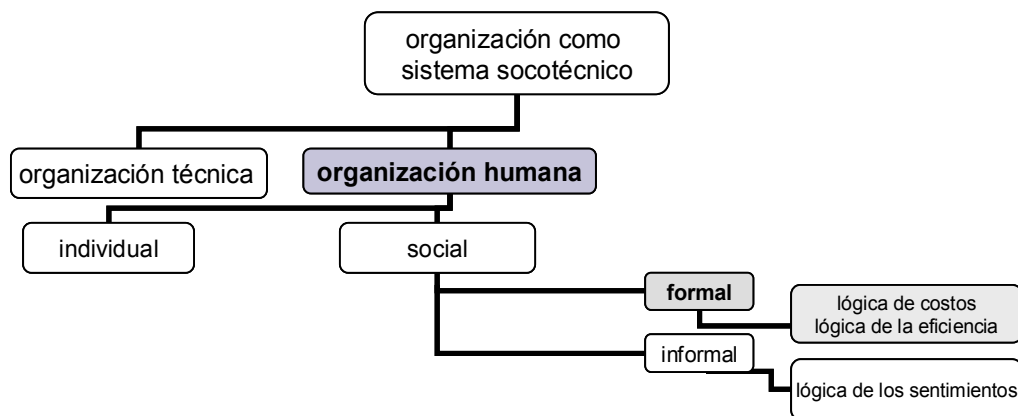 organización como
sistema socotécnico
organización técnica
organización humana
individual
social
formal
lógica de costos
lógica de la eficiencia
informal
lógica de los sentimientos